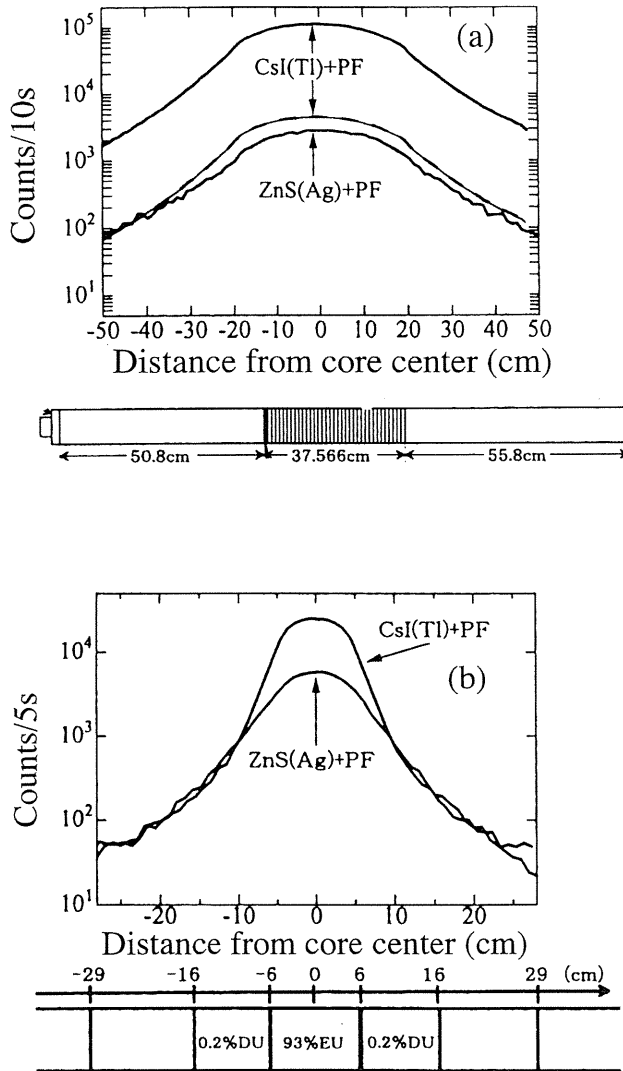 10^5
(a)
CsI(Tl)+PF
10^4
10^3
ZnS(Ag)+PF
10^2
10^1
Counts/10s
-50 -40 -30 -20 -10 0 10 20 30 40 50
Distance from core center (cm)
50.8cm 37.566cm 55.8cm
CsI(Tl)+PF
10^4
(b)
10^3
ZnS(Ag)+PF
10^2
10^1
Counts/5s
-20 -10 0 10 20
Distance from core center (cm)
-29 -16 -6 0 6 16 29 (cm)
0.2%DU 93%EU 0.2%DU